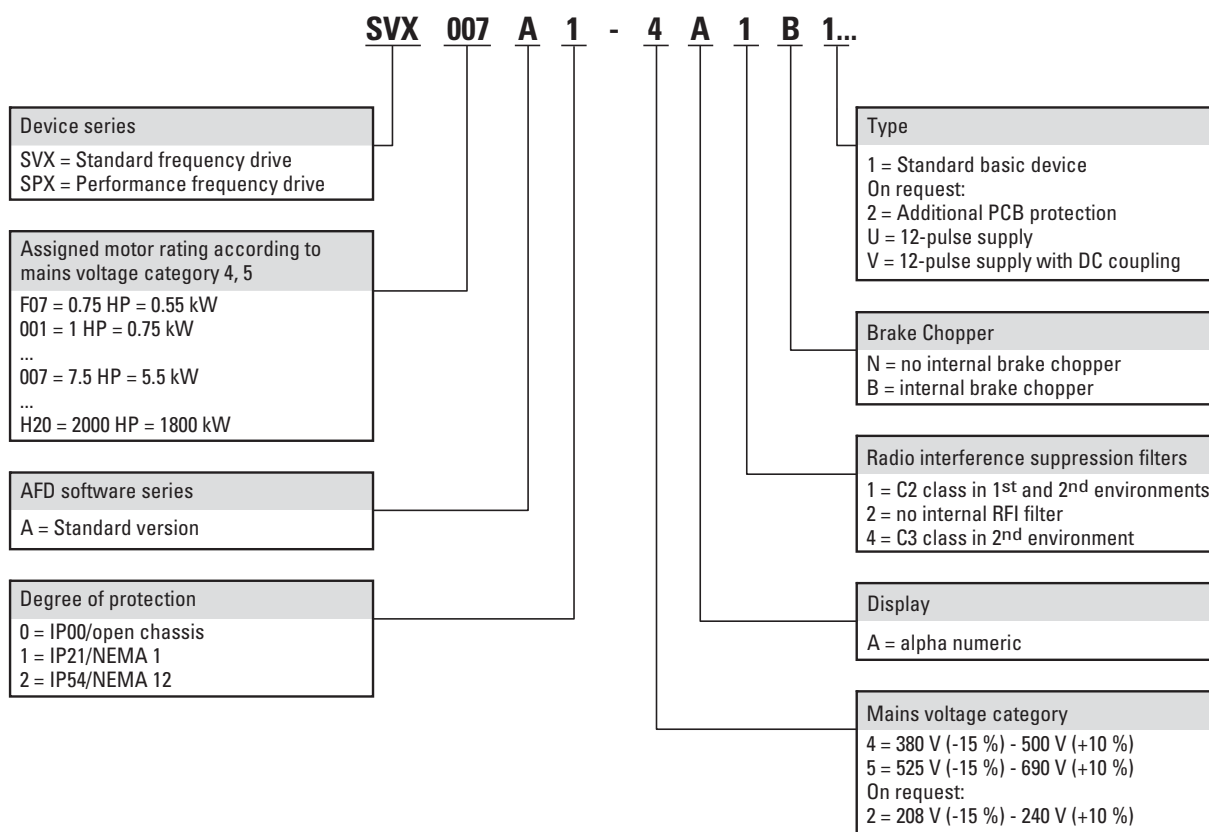 SVX 007 A 1 - 4 A 1 B 1...
Device series
SVX = Standard frequency drive
SPX = Performance frequency drive
Assigned motor rating according to
mains voltage category 4, 5
F07 = 0.75 HP = 0.55 kW
001 = 1 HP = 0.75 kW
...
007 = 7.5 HP = 5.5 kW
...
H20 = 2000 HP = 1800 kW
AFD software series
A = Standard version
Degree of protection
0 = IP00/open chassis
1 = IP21/NEMA 1
2 = IP54/NEMA 12
Type
1 = Standard basic device
On request:
2 = Additional PCB protection
U = 12-pulse supply
V = 12-pulse supply with DC coupling
Brake Chopper
N = no internal brake chopper
B = internal brake chopper
Radio interference suppression filters
1 = C2 class in 1st and 2nd environments
2 = no internal RFI filter
4 = C3 class in 2nd environment
Display
A = alpha numeric
Mains voltage category
4 = 380 V (-15 %) - 500 V (+10 %)
5 = 525 V (-15 %) - 690 V (+10 %)
On request:
2 = 208 V (-15 %) - 240 V (+10 %)